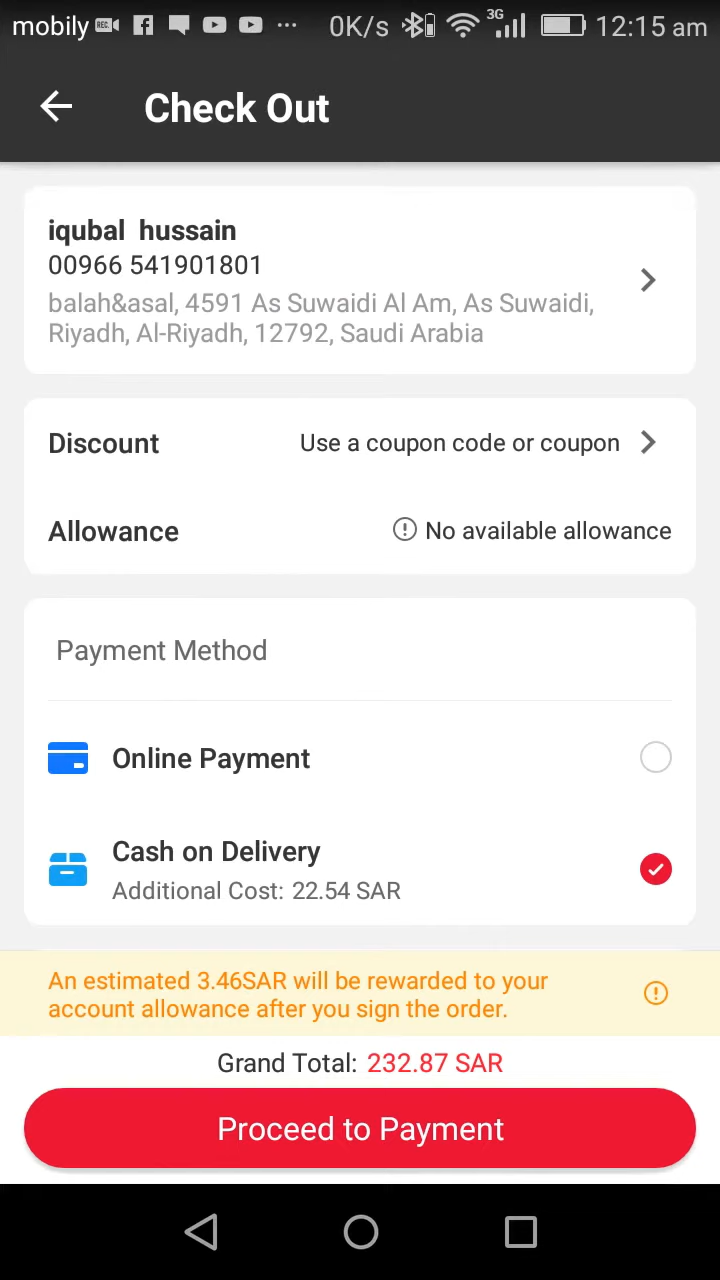 mobily REC. 0K/s 3G 12:15 am
Check Out
iqubal hussain
00966 541901801
balah&asal, 4591 As Suwaidi Al Am, As Suwaidi,
Riyadh, Al-Riyadh, 12792, Saudi Arabia
Discount Use a coupon code or coupon
Allowance No available allowance
Payment Method
Online Payment
Cash on Delivery
Additional Cost: 22.54 SAR
An estimated 3.46SAR will be rewarded to your
account allowance after you sign the order.
Grand Total: 232.87 SAR
Proceed to Payment